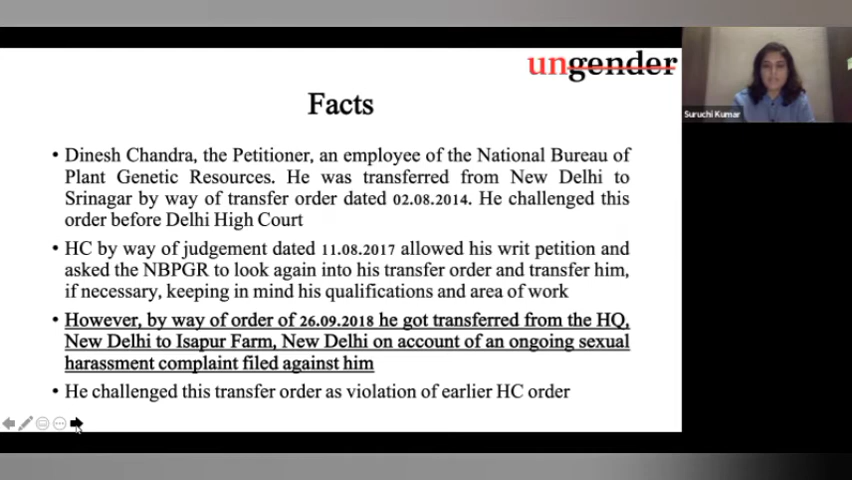 ungender
Suruchi Kumar
Facts
• Dinesh Chandra, the Petitioner, an employee of the National Bureau of
Plant Genetic Resources. He was transferred from New Delhi to
Srinagar by way of transfer order dated 02.08.2014. He challenged this
order before Delhi High Court
• HC by way of judgement dated 11.08.2017 allowed his writ petition and
asked the NBPGR to look again into his transfer order and transfer him,
if necessary, keeping in mind his qualifications and area of work
• However, by way of order of 26.09.2018 he got transferred from the HQ,
New Delhi to Isapur Farm, New Delhi on account of an ongoing sexual
harassment complaint filed against him
• He challenged this transfer order as violation of earlier HC order